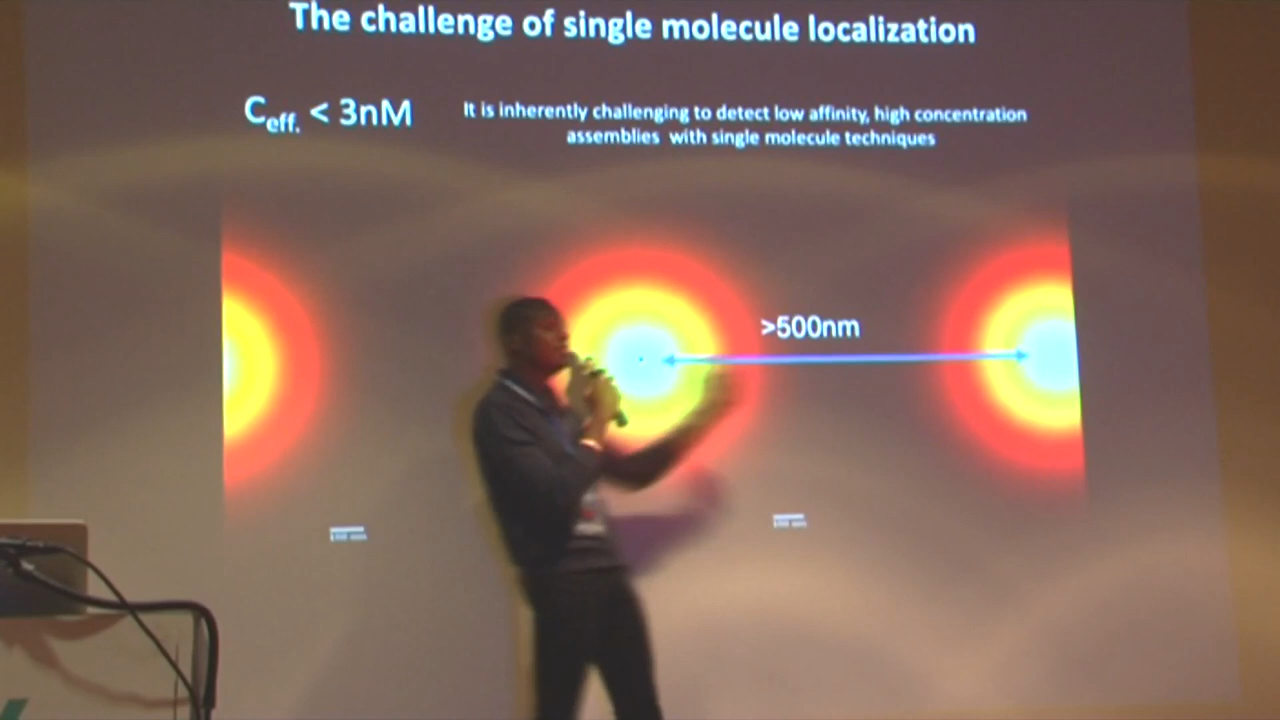 The challenge of single molecule localization
Ceff. < 3nM
It is inherently challenging to detect low affinity, high concentration
assemblies with single molecule techniques
>500nm